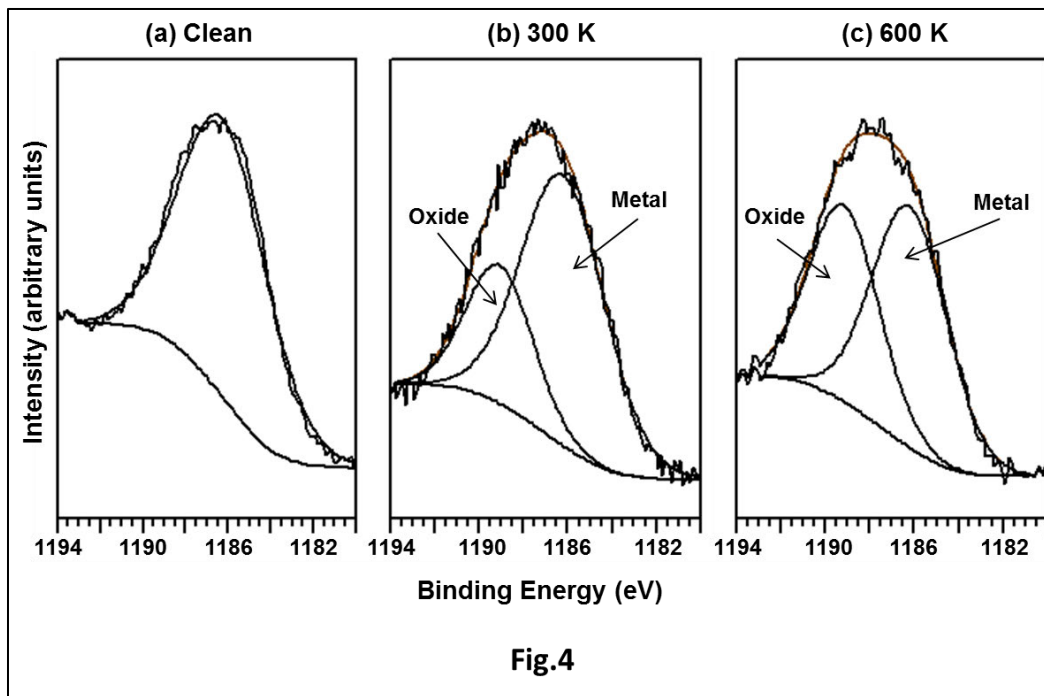 (a) Clean (b) 300 K (c) 600 K
Intensity (arbitrary units)
Oxide
Metal
Oxide
Metal
1194 1190 1186 1182 1194 1190 1186 1182 1194 1190 1186 1182
Binding Energy (eV)
Fig.4